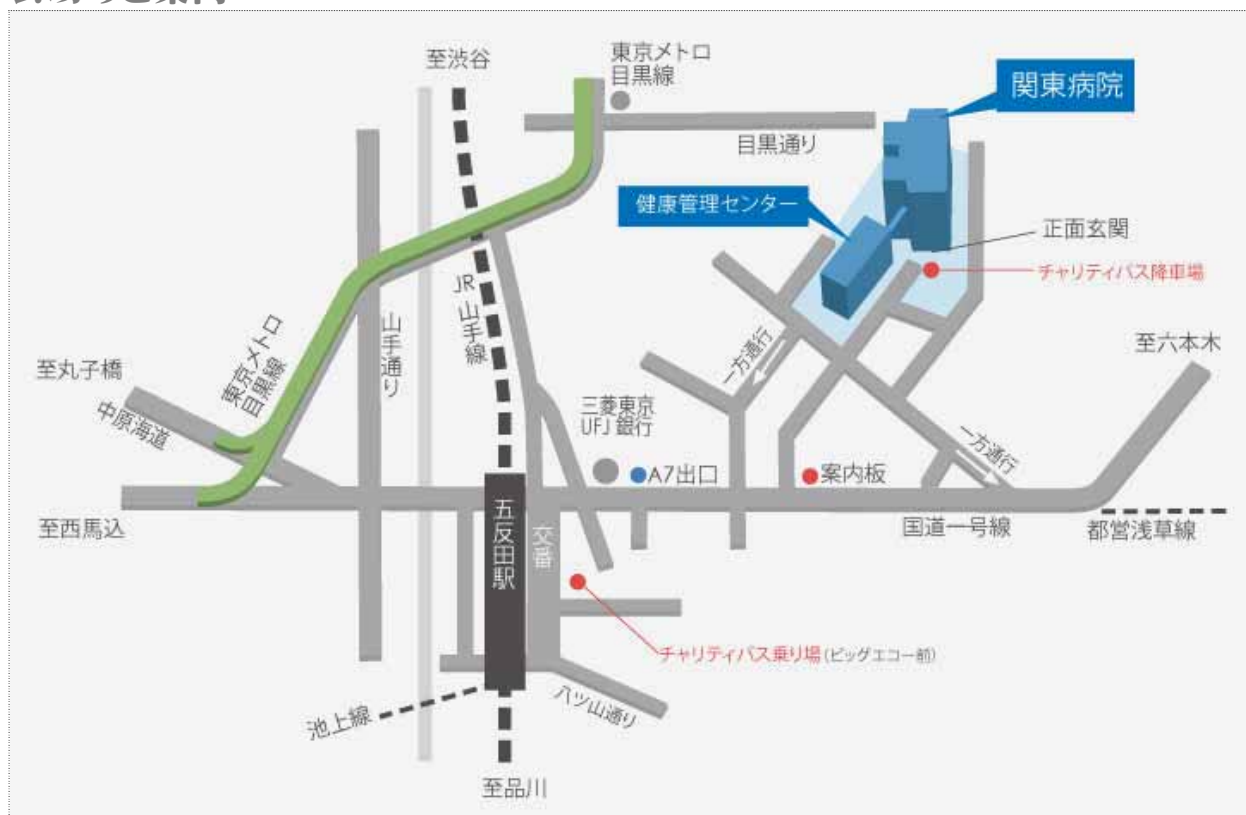 至渋谷
東京メトロ
目黒線
関東病院
目黒通り
健康管理センター
正面玄関
チャリティバス降車場
JR
山手線
山手通り
東京メトロ
目黒線
至丸子橋
中原海道
一方通行
至六本木
三菱東京
UFJ 銀行
A7出口
案内板
一方通行
至西馬込
五反田駅
交番
国道一号線
都営浅草線
チャリティバス乗り場(ビッグエコー前)
八ツ山通り
池上線
至品川